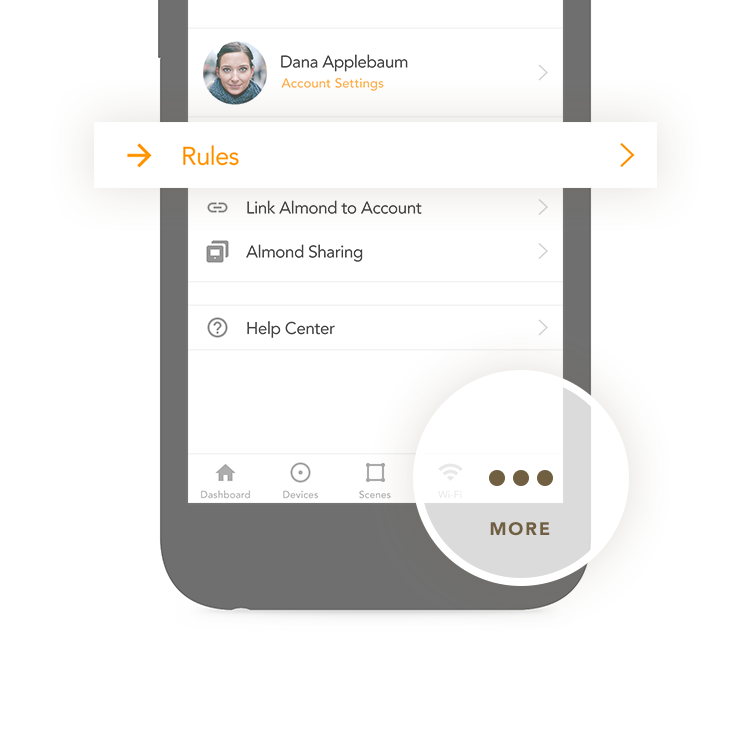 Dana Applebaum
Account Settings
Rules
Link Almond to Account
Almond Sharing
Help Center
Dashboard
Devices
Scenes
Wi-Fi
MORE